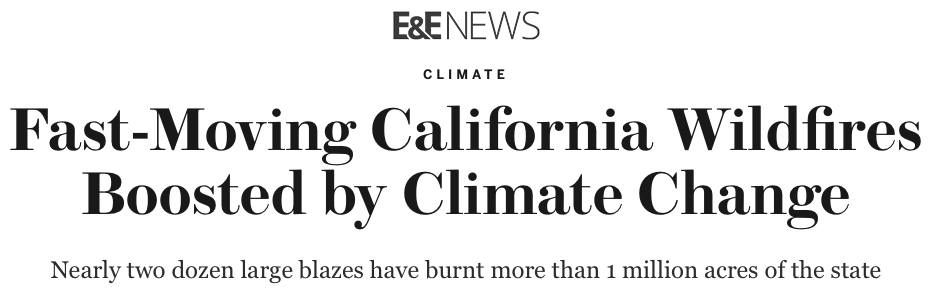 E&E NEWS
CLIMATE
Fast-Moving California Wildfires
Boosted by Climate Change
Nearly two dozen large blazes have burnt more than 1 million acres of the state